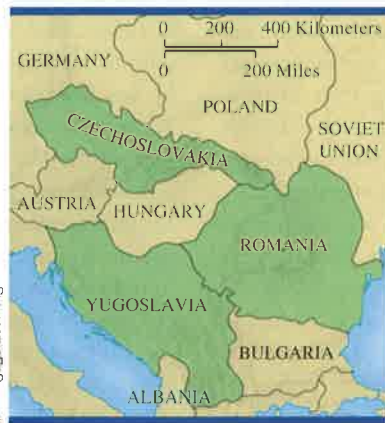 0 200 400 Kilometers
0 200 Miles
GERMANY
POLAND
CZECHOSLOVAKIA
SOVIET
UNION
AUSTRIA
HUNGARY
ROMANIA
YUGOSLAVIA
BULGARIA
ALBANIA